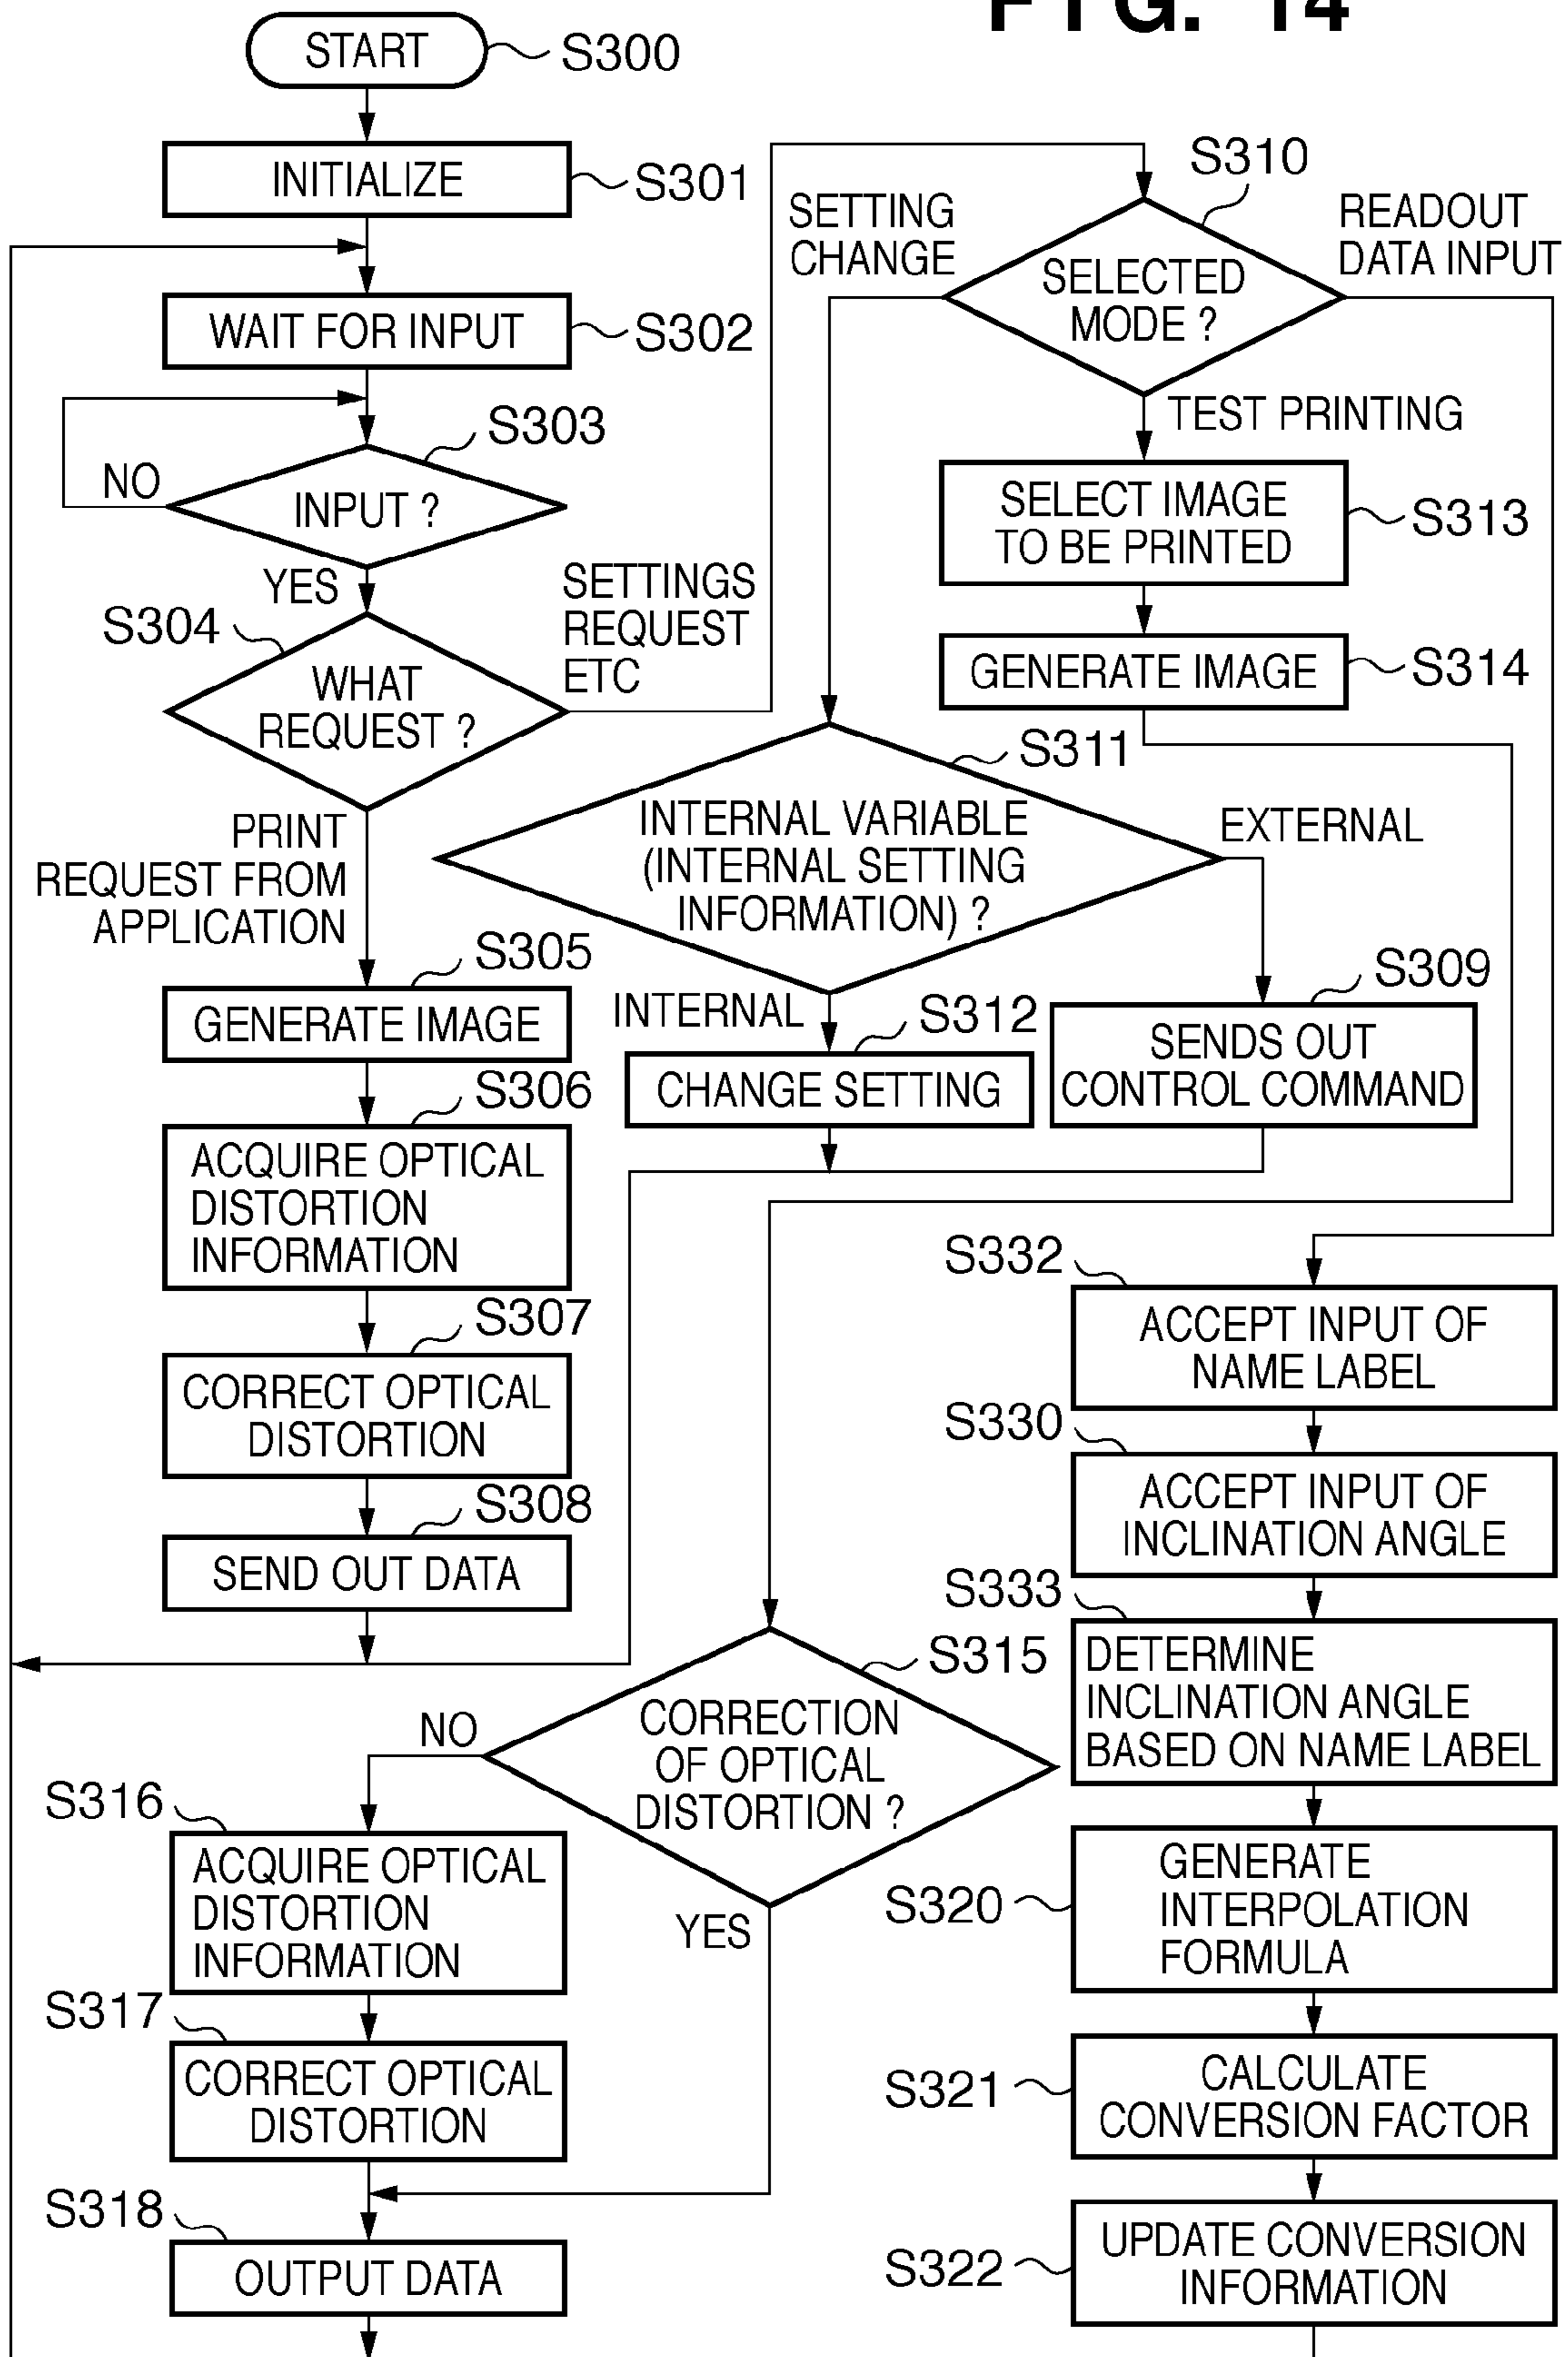 FIG. 14
START
S300
INITIALIZE
S301
WAIT FOR INPUT
S302
S303
NO
INPUT ?
YES
S304
WHAT
REQUEST ?
SETTINGS
REQUEST
ETC
PRINT
REQUEST FROM
APPLICATION
S305
GENERATE IMAGE
S306
ACQUIRE OPTICAL
DISTORTION
INFORMATION
S307
CORRECT OPTICAL
DISTORTION
S308
SEND OUT DATA
S310
SETTING
CHANGE
SELECTED
MODE ?
READOUT
DATA INPUT
TEST PRINTING
SELECT IMAGE
TO BE PRINTED
S313
GENERATE IMAGE
S314
S311
INTERNAL VARIABLE
(INTERNAL SETTING
INFORMATION) ?
EXTERNAL
INTERNAL
S312
CHANGE SETTING
S309
SENDS OUT
CONTROL COMMAND
S332
ACCEPT INPUT OF
NAME LABEL
S330
ACCEPT INPUT OF
INCLINATION ANGLE
S333
DETERMINE
INCLINATION ANGLE
BASED ON NAME LABEL
S320
GENERATE
INTERPOLATION
FORMULA
S321
CALCULATE
CONVERSION FACTOR
S322
UPDATE CONVERSION
INFORMATION
S315
CORRECTION
OF OPTICAL
DISTORTION ?
NO
YES
S316
ACQUIRE OPTICAL
DISTORTION
INFORMATION
S317
CORRECT OPTICAL
DISTORTION
S318
OUTPUT DATA